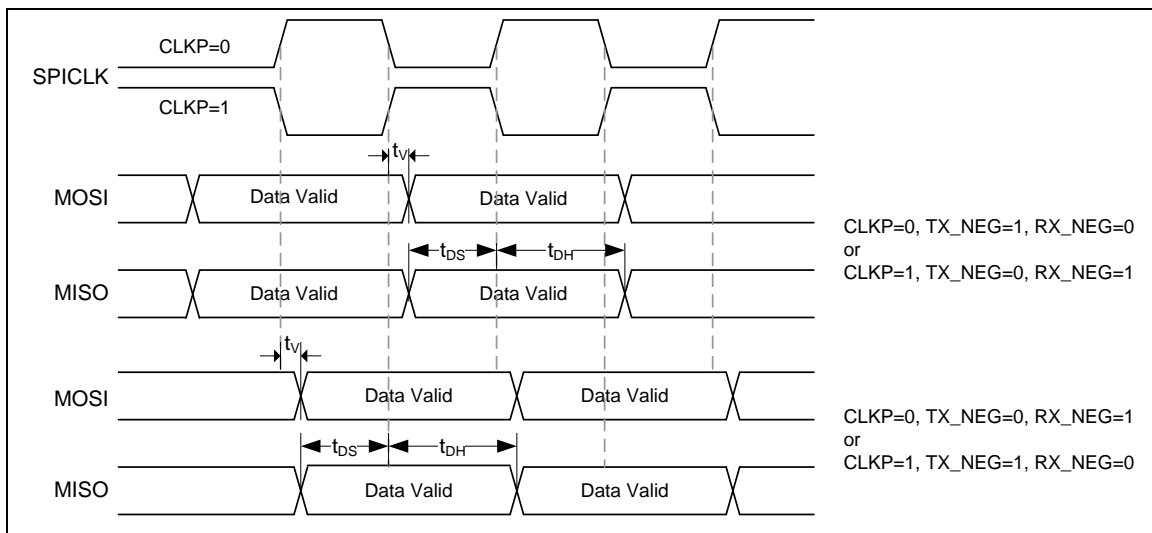 CLKP=0
SPICLK
CLKP=1
tV
MOSI
Data Valid
Data Valid
CLKP=0, TX_NEG=1, RX_NEG=0
or
CLKP=1, TX_NEG=0, RX_NEG=1
tDS
tDH
MISO
Data Valid
Data Valid
tV
MOSI
Data Valid
Data Valid
CLKP=0, TX_NEG=0, RX_NEG=1
or
CLKP=1, TX_NEG=1, RX_NEG=0
tDS
tDH
MISO
Data Valid
Data Valid